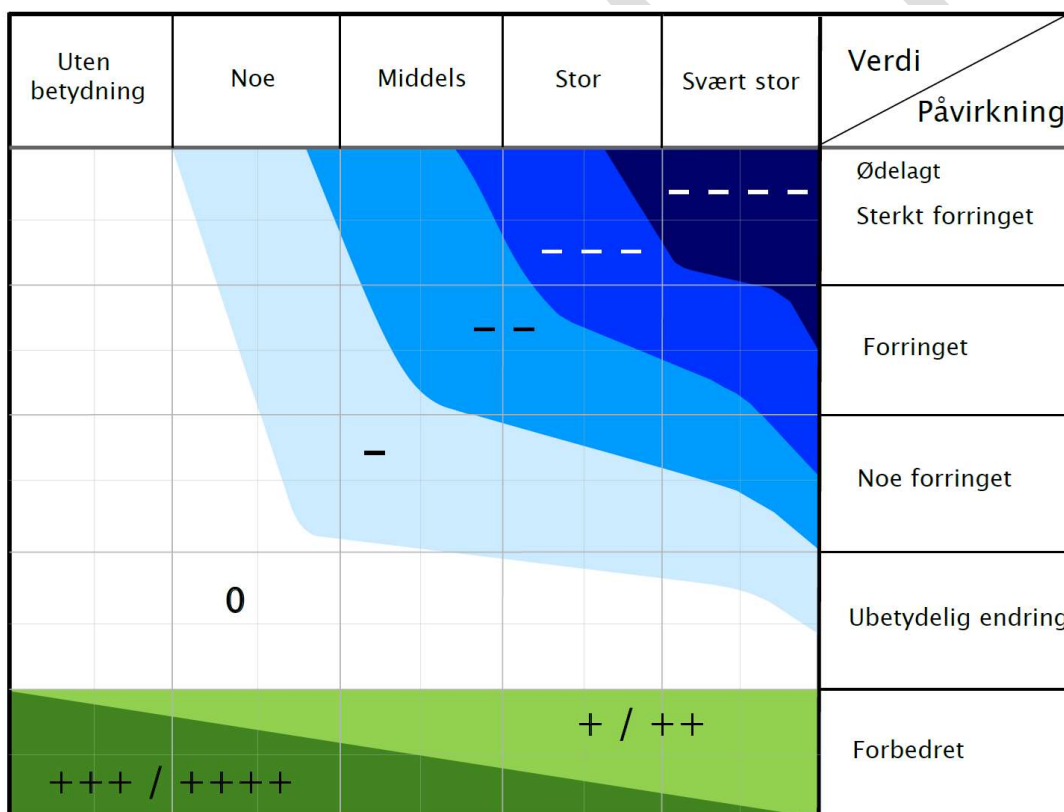 Uten
betydning
Noe
Middels
Stor
Svært stor
Verdi
Påvirkning
Ødelagt
Sterkt forringet
Forringet
Noe forringet
Ubetydelig endring
Forbedret
– – – –
– – –
– –
–
0
+ / ++
+++ / ++++